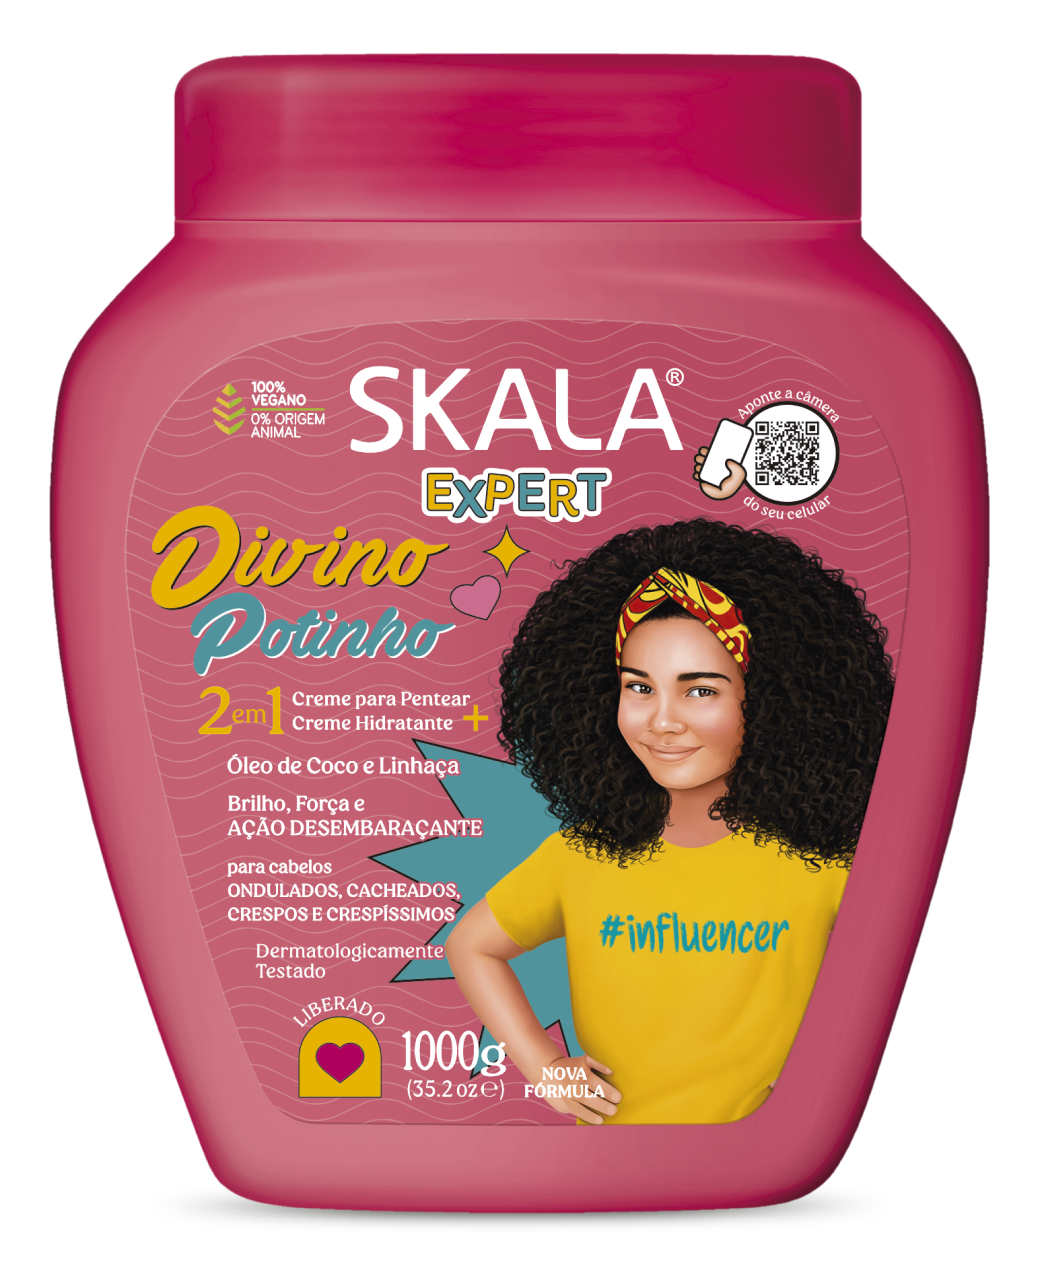 SKALA®
EXPERT
100%
VEGANO
0% ORIGEM
ANIMAL
Aponte a câmera
do seu celular
Divino
Potinho
2em1 Creme para Pentear
Creme Hidratante +
Óleo de Coco e Linhaça
Brilho, Força e
AÇÃO DESEMBARAÇANTE
para cabelos
ONDULADOS, CACHEADOS,
CRESPOS E CRESPÍSSIMOS
Dermatologicamente
Testado
#influencer
LIBERADO
1000g
(35.2 oz ℮)
NOVA
FÓRMULA